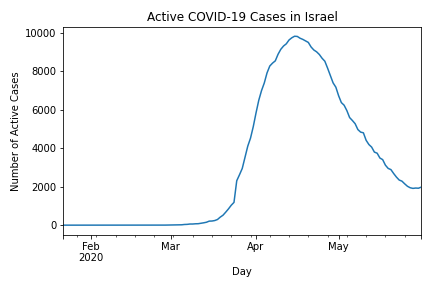 Active COVID-19 Cases in Israel
Number of Active Cases
10000
8000
6000
4000
2000
0
Feb
2020
Mar
Apr
May
Day